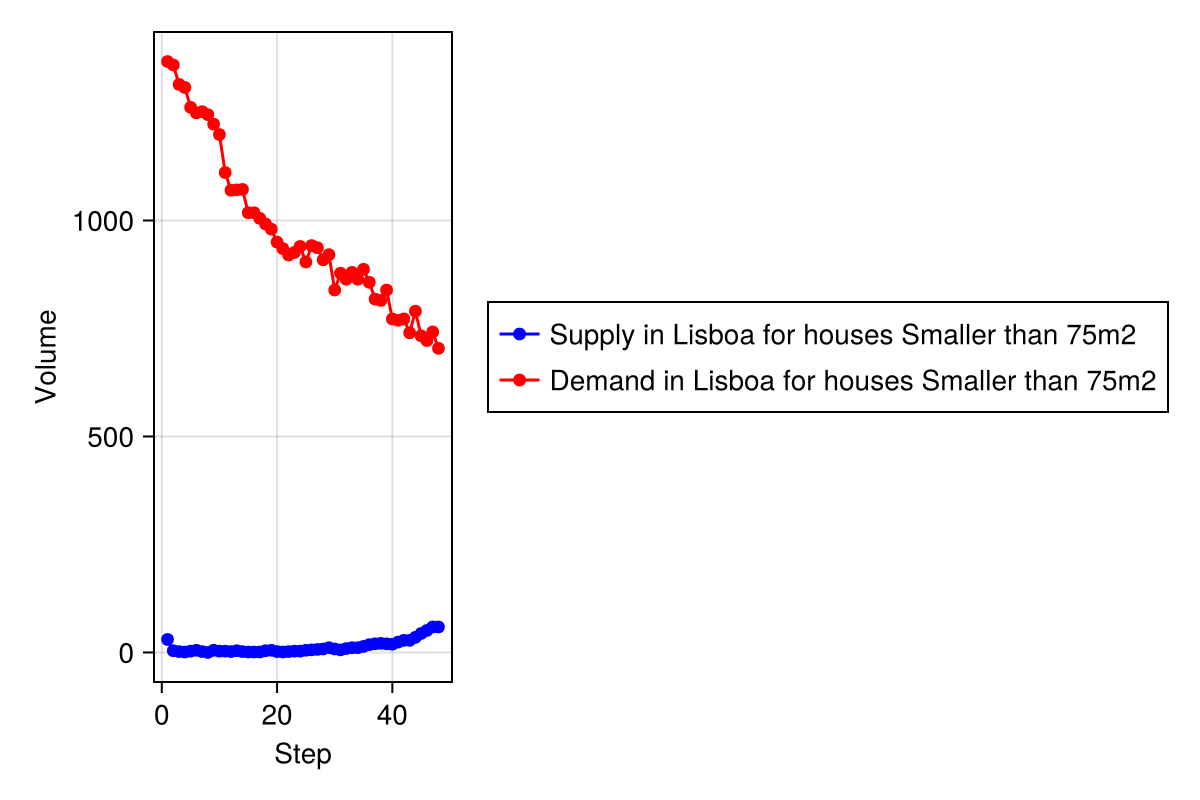 1000
500
0
0 20 40
Volume
Step
Supply in Lisboa for houses Smaller than 75m2
Demand in Lisboa for houses Smaller than 75m2